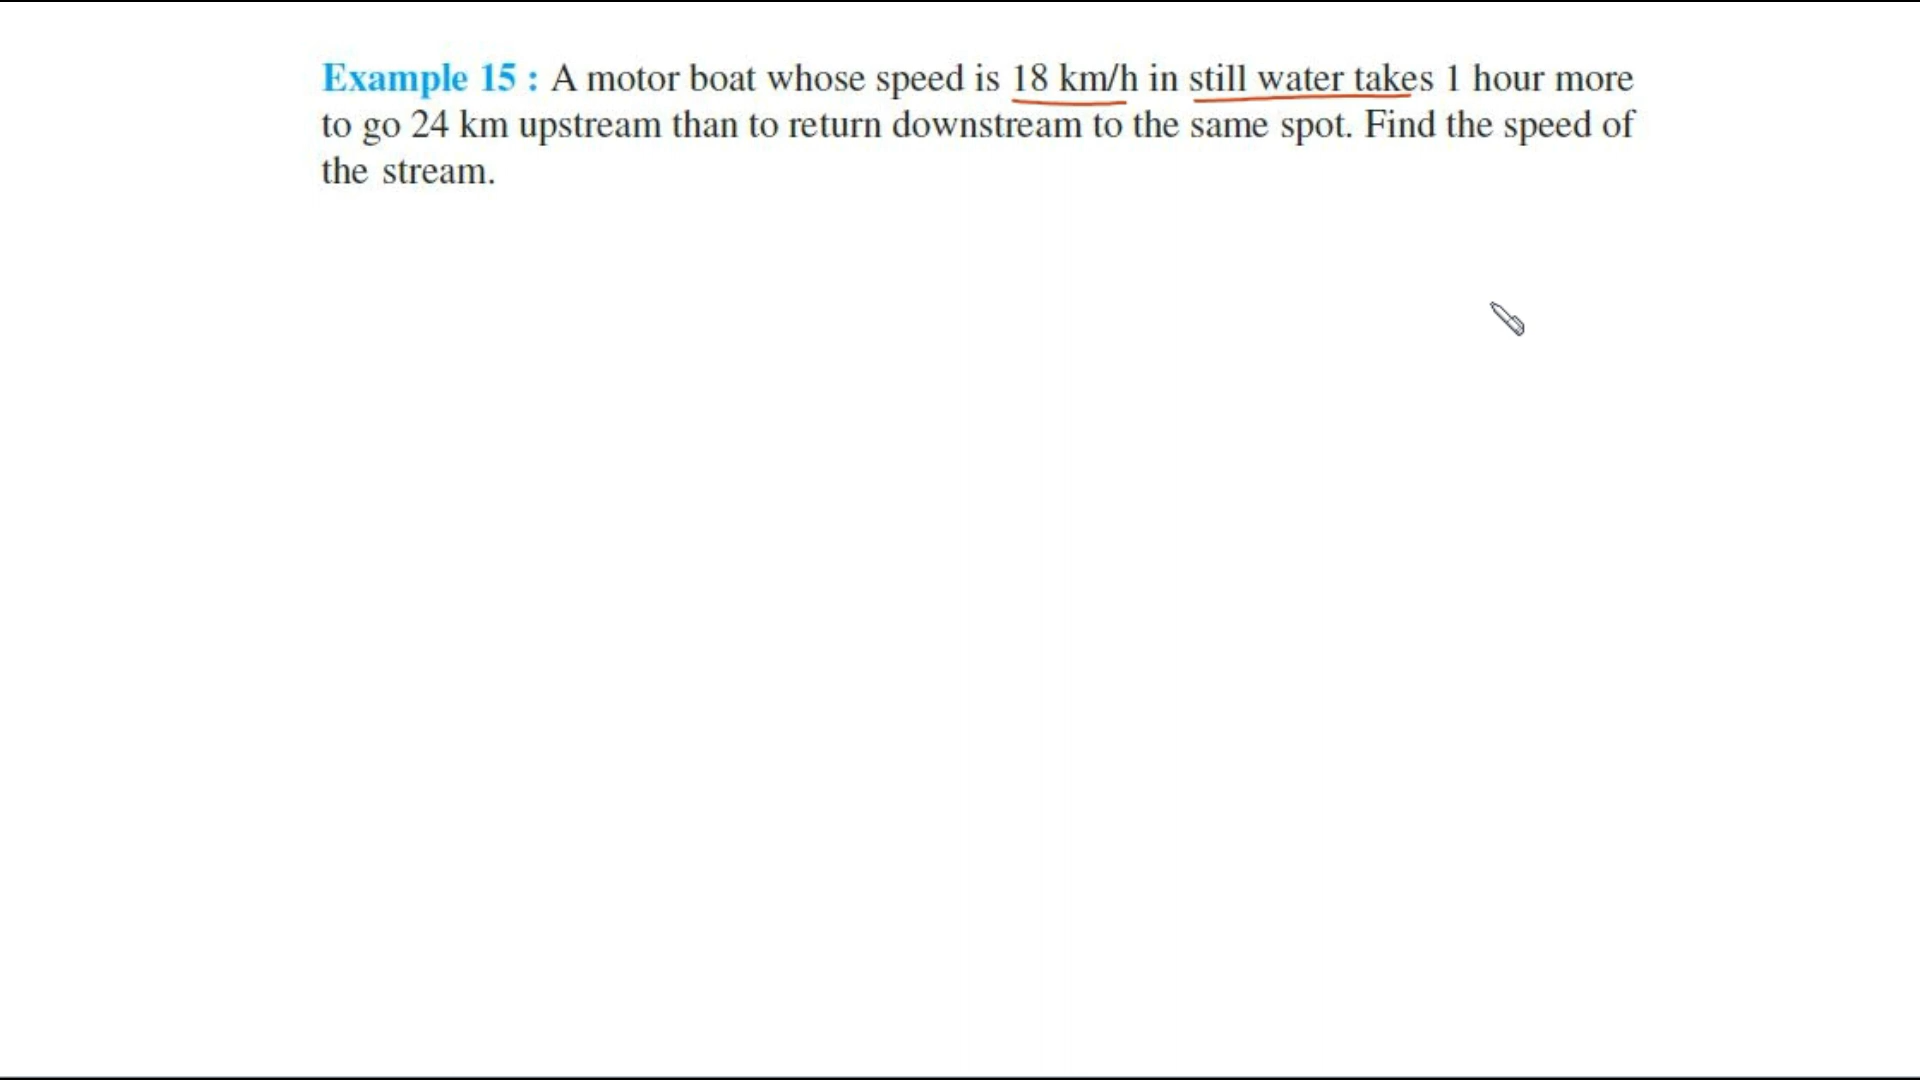 Example 15 : A motor boat whose speed is 18 km/h in still water takes 1 hour more
to go 24 km upstream than to return downstream to the same spot. Find the speed of
the stream.